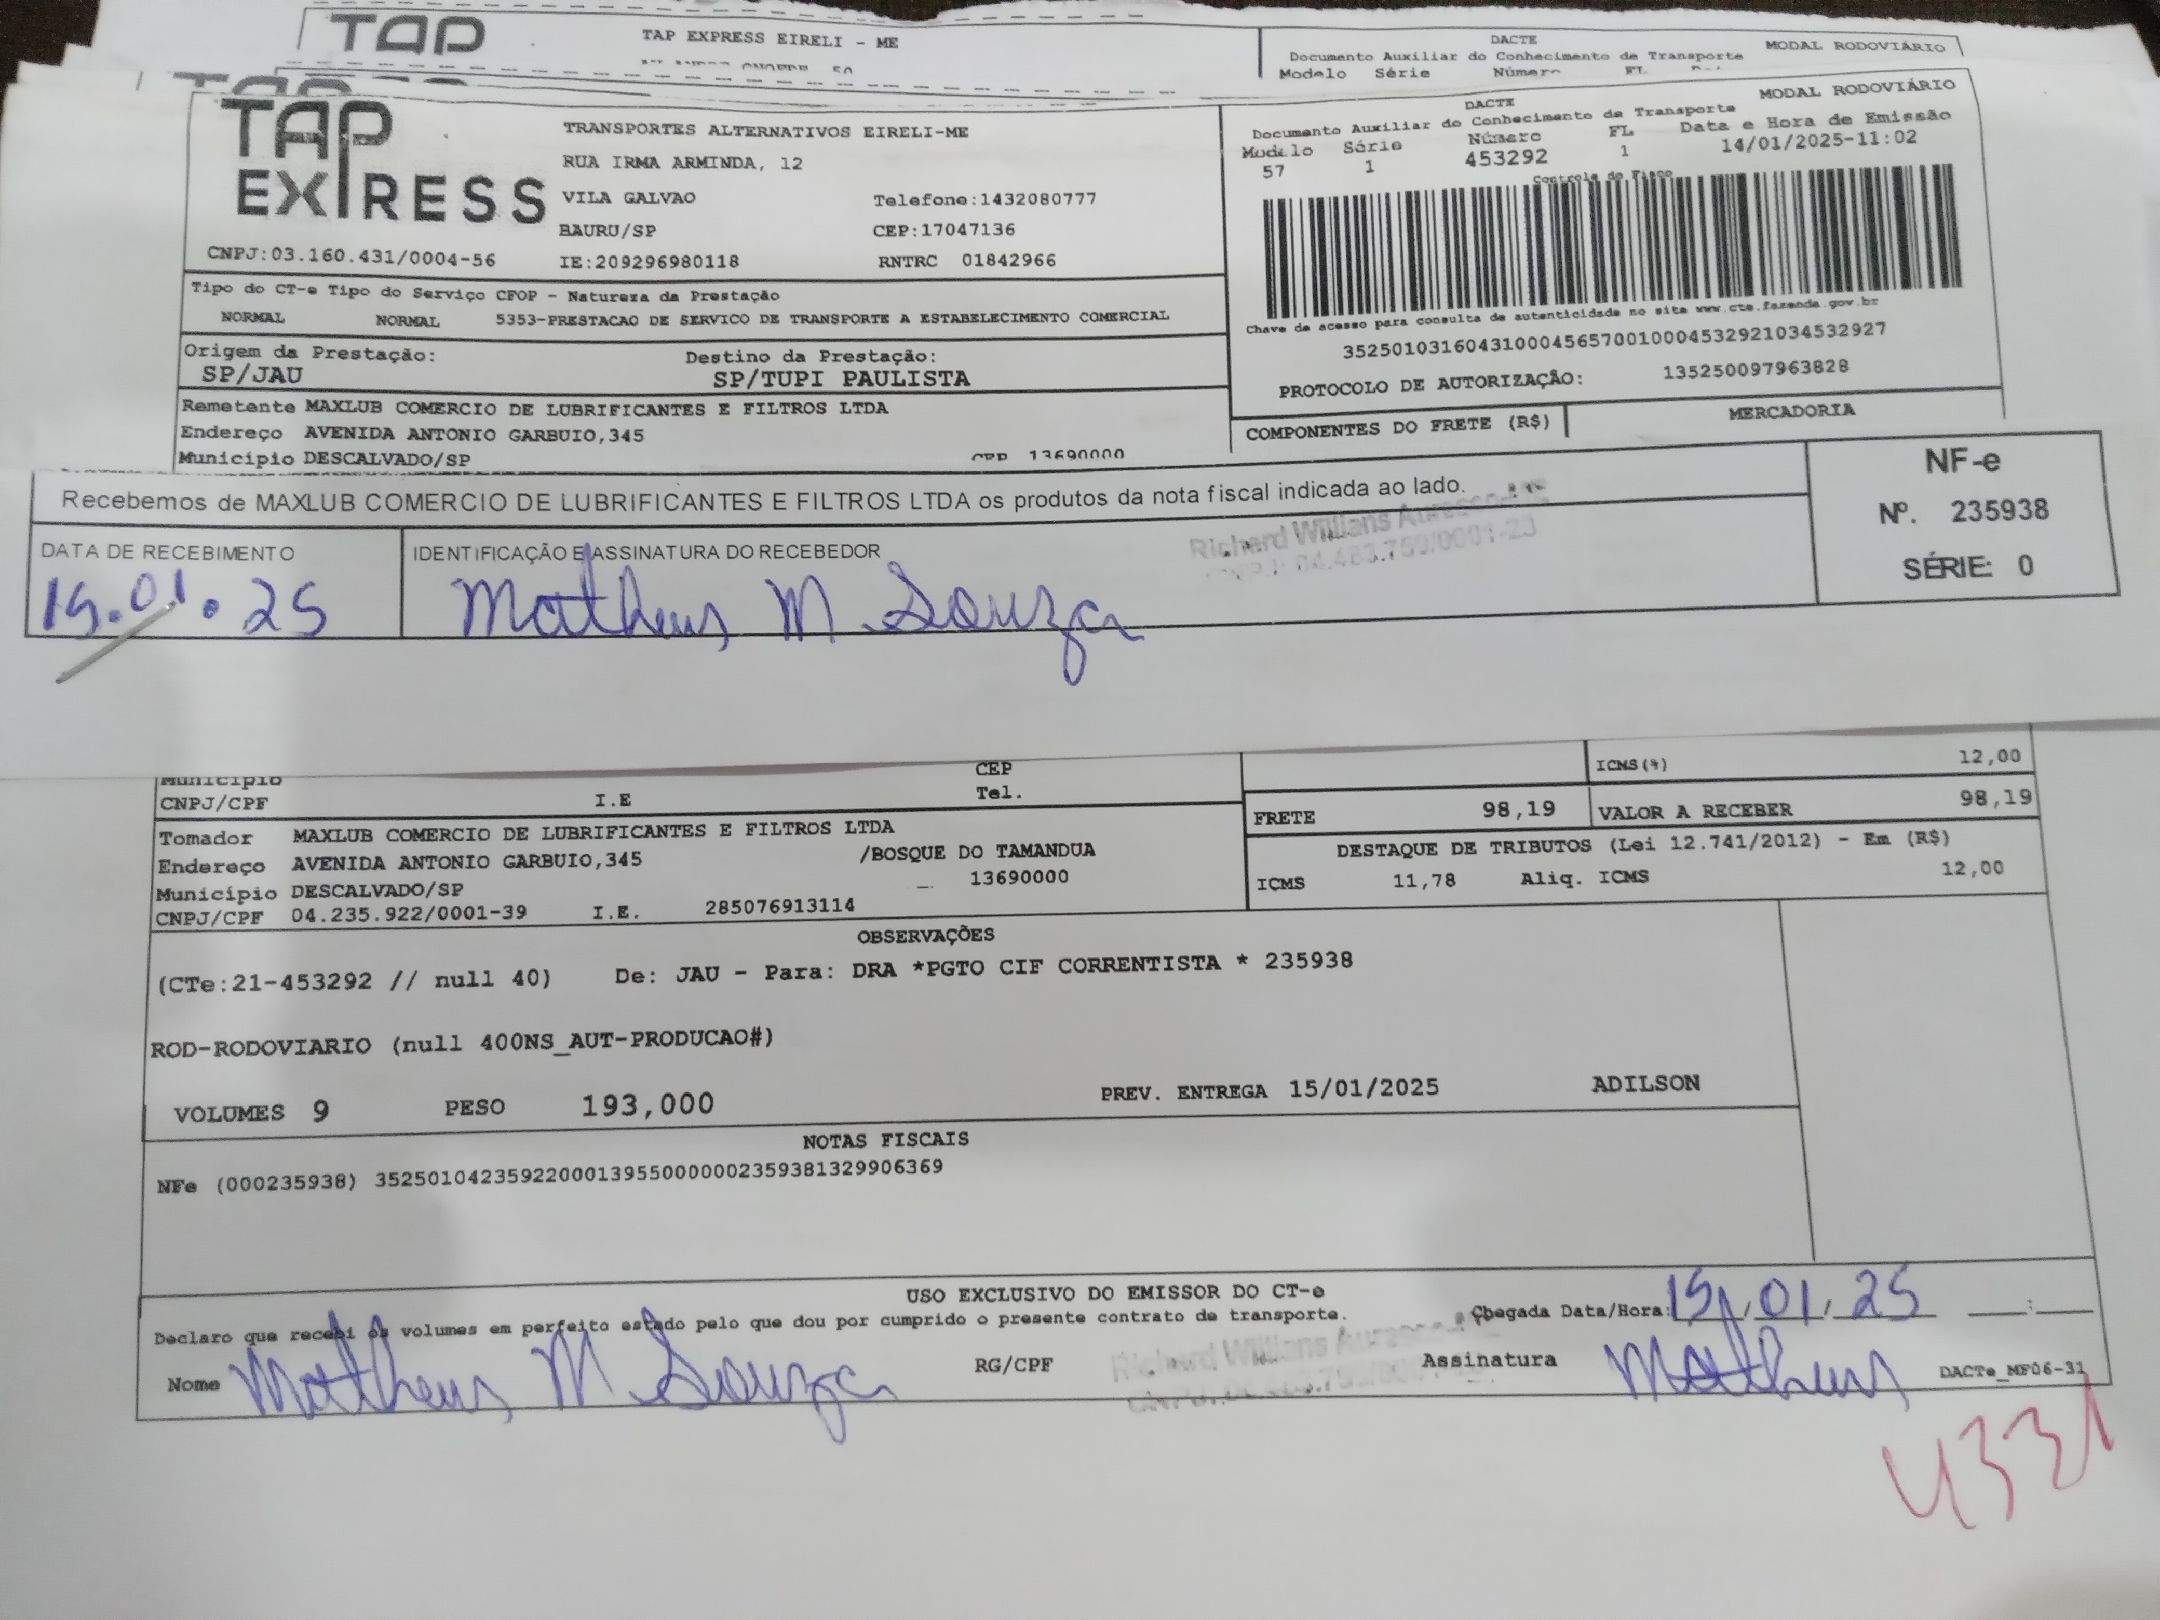 TAP
TAP EXPRESS EIRELI - ME
DACTE
MODAL RODOVIÁRIO
Documento Auxiliar do Conhecimento de Transporte
Modelo Série Número FL
TAP EXPRESS
TRANSPORTES ALTERNATIVOS EIRELI-ME
RUA IRMA ARMINDA, 12
VILA GALVAO Telefone:1432080777
BAURU/SP CEP:17047136
CNPJ:03.160.431/0004-56 IE:209296980118 RNTRC 01842966
DACTE MODAL RODOVIÁRIO
Documento Auxiliar do Conhecimento de Transporte
Modelo Série Número FL Data e Hora de Emissão
57 1 453292 1 14/01/2025-11:02
Controle do Fisco
Chave de acesso para consulta de autenticidade no site www.cte.fazenda.gov.br
35250103160431000456570010004532921034532927
PROTOCOLO DE AUTORIZAÇÃO: 135250097963828
Tipo do CT-e Tipo do Serviço CFOP - Natureza da Prestação
NORMAL NORMAL 5353-PRESTACAO DE SERVICO DE TRANSPORTE A ESTABELECIMENTO COMERCIAL
Origem da Prestação: Destino da Prestação:
SP/JAU SP/TUPI PAULISTA
Remetente MAXLUB COMERCIO DE LUBRIFICANTES E FILTROS LTDA
Endereço AVENIDA ANTONIO GARBUIO,345
Município DESCALVADO/SP CEP 13690000
COMPONENTES DO FRETE (R$) MERCADORIA
Recebemos de MAXLUB COMERCIO DE LUBRIFICANTES E FILTROS LTDA os produtos da nota fiscal indicada ao lado.
NF-e
Nº. 235938
SÉRIE: 0
DATA DE RECEBIMENTO IDENTIFICAÇÃO E ASSINATURA DO RECEBEDOR
15.01.25 Matheus M Souza
Richard Willians
Município CEP
CNPJ/CPF I.E Tel.
ICMS(%) 12,00
FRETE 98,19 VALOR A RECEBER 98,19
Tomador MAXLUB COMERCIO DE LUBRIFICANTES E FILTROS LTDA
Endereço AVENIDA ANTONIO GARBUIO,345 /BOSQUE DO TAMANDUA
Município DESCALVADO/SP 13690000
CNPJ/CPF 04.235.922/0001-39 I.E. 285076913114
DESTAQUE DE TRIBUTOS (Lei 12.741/2012) - Em (R$)
ICMS 11,78 Aliq. ICMS 12,00
OBSERVAÇÕES
(CTe:21-453292 // null 40) De: JAU - Para: DRA *PGTO CIF CORRENTISTA * 235938
ROD-RODOVIARIO (null 400NS_AUT-PRODUCAO#)
VOLUMES 9 PESO 193,000 PREV. ENTREGA 15/01/2025 ADILSON
NOTAS FISCAIS
NFe (000235938) 35250104235922000139550000002359381329906369
USO EXCLUSIVO DO EMISSOR DO CT-e
Declaro que recebi os volumes em perfeito estado pelo que dou por cumprido o presente contrato de transporte.
Chegada Data/Hora: 15/01/25 __:__
Nome Matheus M Souza RG/CPF Assinatura Matheus
Richard Willians
DACTe_MF06-31
4331